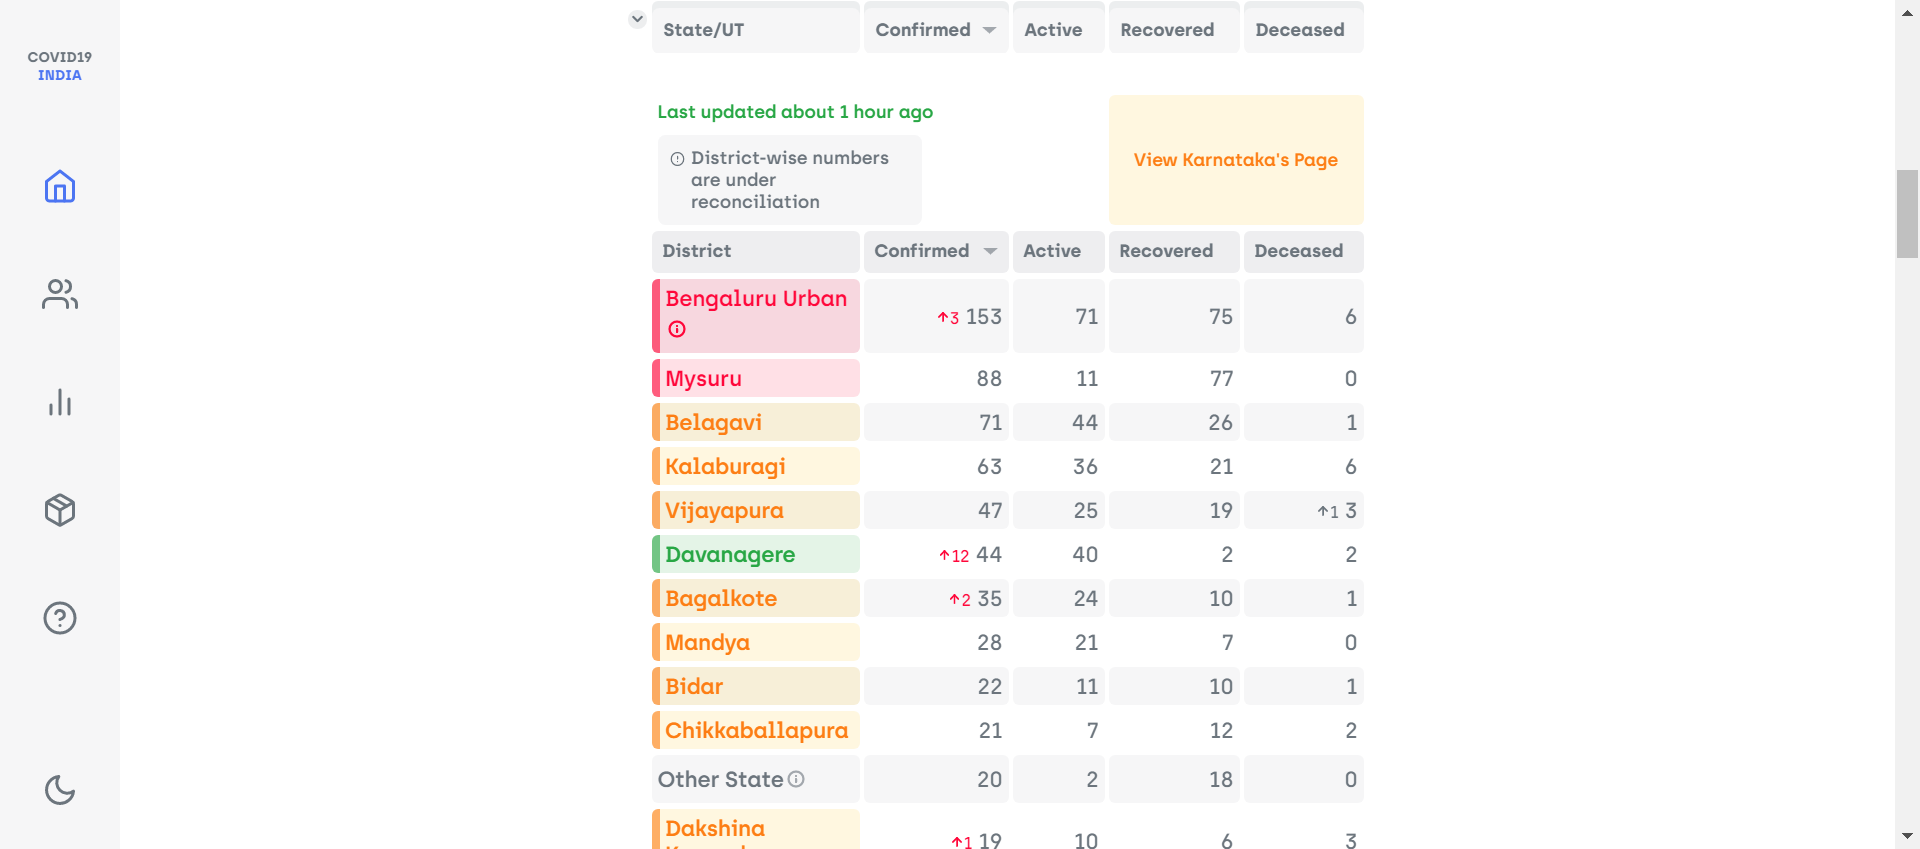 COVID19
INDIA
State/UT Confirmed Active Recovered Deceased
Last updated about 1 hour ago
District-wise numbers
are under
reconciliation
View Karnataka's Page
District Confirmed Active Recovered Deceased
Bengaluru Urban ↑3 153 71 75 6
Mysuru 88 11 77 0
Belagavi 71 44 26 1
Kalaburagi 63 36 21 6
Vijayapura 47 25 19 ↑1 3
Davanagere ↑12 44 40 2 2
Bagalkote ↑2 35 24 10 1
Mandya 28 21 7 0
Bidar 22 11 10 1
Chikkaballapura 21 7 12 2
Other State 20 2 18 0
Dakshina ↑1 19 10 6 3